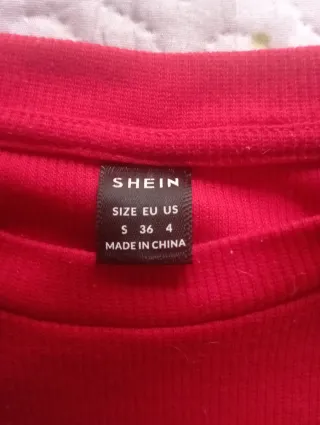 SHEIN
SIZE EU US
S 36 4
MADE IN CHINA